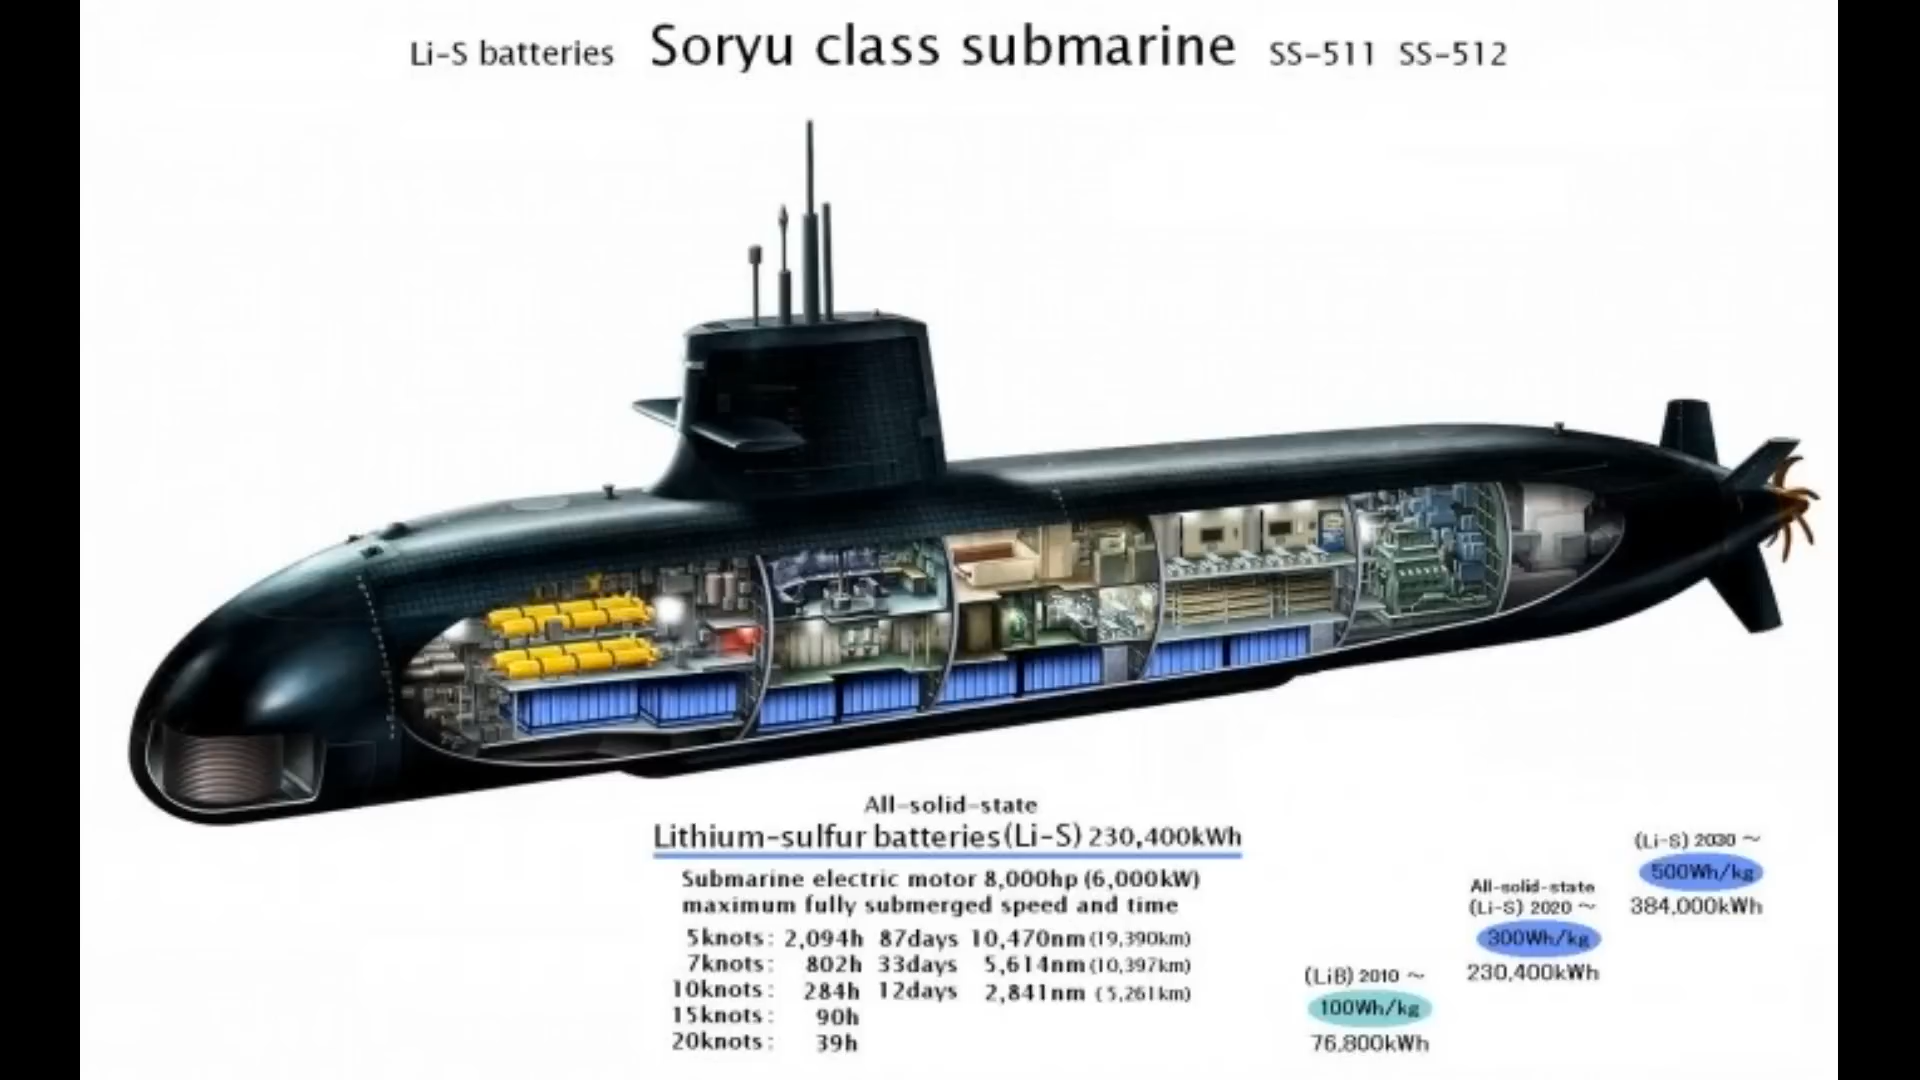 Li-S batteries Soryu class submarine SS-511 SS-512
All-solid-state
Lithium-sulfur batteries(Li-S) 230,400kWh
Submarine electric motor 8,000hp (6,000kW)
maximum fully submerged speed and time
5knots: 2,094h 87days 10,470nm (19,390km)
7knots: 802h 33days 5,614nm (10,397km)
10knots: 284h 12days 2,841nm (5,261km)
15knots: 90h
20knots: 39h
(LiB) 2010 ~
100Wh/kg
76,800kWh
All-solid-state
(Li-S) 2020 ~
300Wh/kg
230,400kWh
(Li-S) 2030 ~
500Wh/kg
384,000kWh